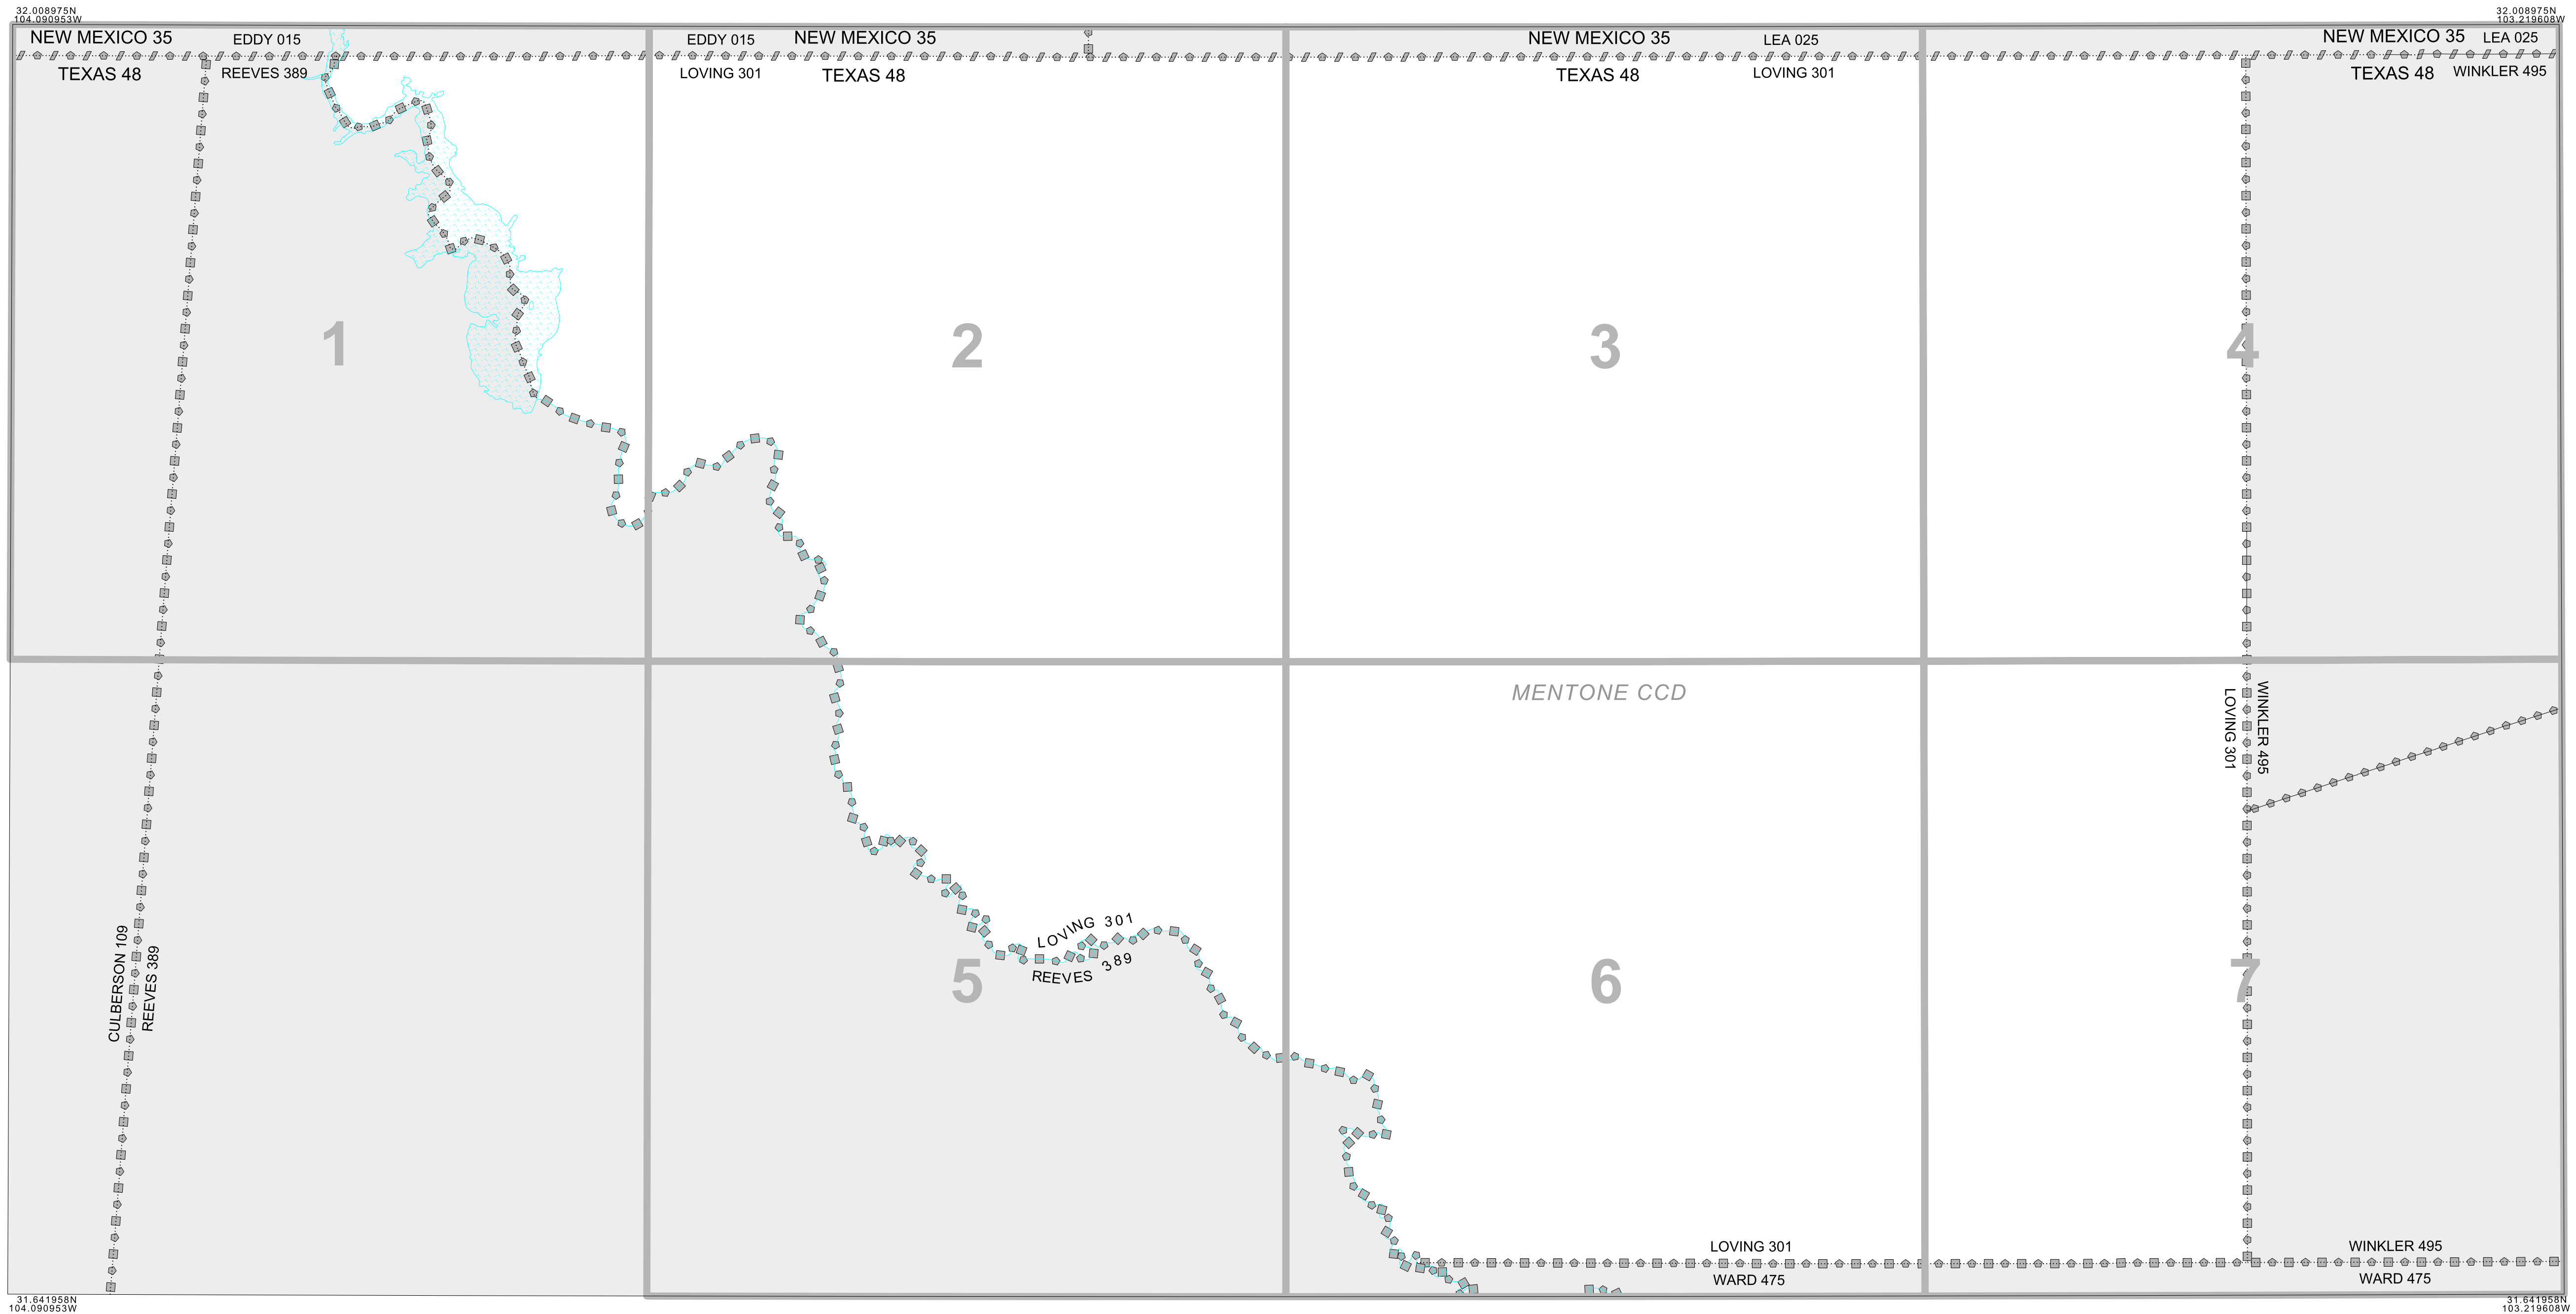 32.008975N
104.090953W
32.008975N
103.219608W
NEW MEXICO 35
EDDY 015
EDDY 015
NEW MEXICO 35
NEW MEXICO 35
LEA 025
NEW MEXICO 35
LEA 025
TEXAS 48
REEVES 389
LOVING 301
TEXAS 48
TEXAS 48
LOVING 301
TEXAS 48
WINKLER 495
1
2
3
4
MENTONE CCD
LOVING 301
WINKLER 495
CULBERSON 109
REEVES 389
LOVING 301
REEVES 389
5
6
7
LOVING 301
WINKLER 495
WARD 475
WARD 475
31.641958N
104.090953W
31.641958N
103.219608W